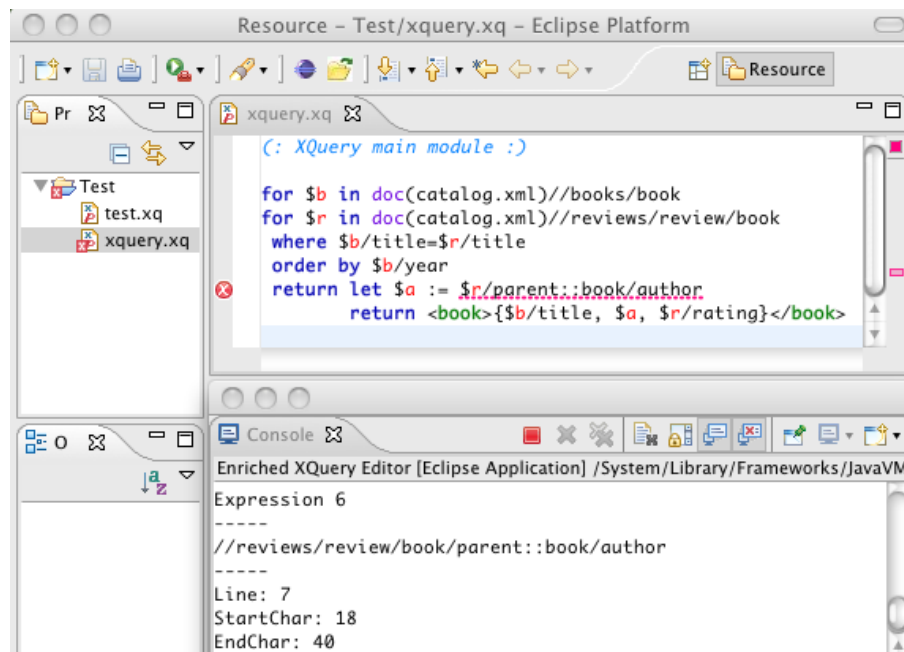 Resource – Test/xquery.xq – Eclipse Platform
Resource
Pr
xquery.xq
Test
test.xq
xquery.xq
(: XQuery main module :)
for $b in doc(catalog.xml)//books/book
for $r in doc(catalog.xml)//reviews/review/book
where $b/title=$r/title
order by $b/year
return let $a := $r/parent::book/author
return <book>{$b/title, $a, $r/rating}</book>
O
Console
Enriched XQuery Editor [Eclipse Application] /System/Library/Frameworks/JavaVM
Expression 6
-----
//reviews/review/book/parent::book/author
-----
Line: 7
StartChar: 18
EndChar: 40